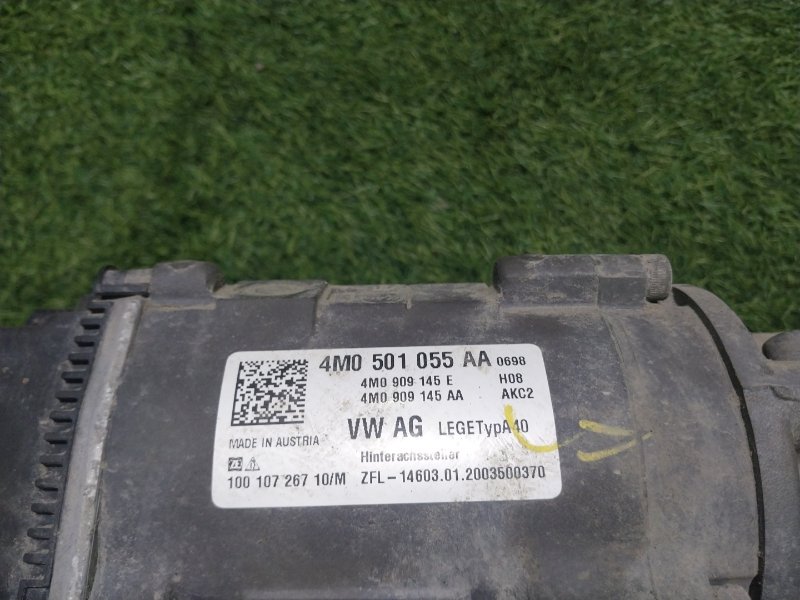 4M0 501 055 AA 0698
4M0 909 145 E H08
4M0 909 145 AA AKC2
VW AG LEGETypA40
MADE IN AUSTRIA
Hinterachssteller
ZF
100 107 267 10/M ZFL-14603.01.2003500370